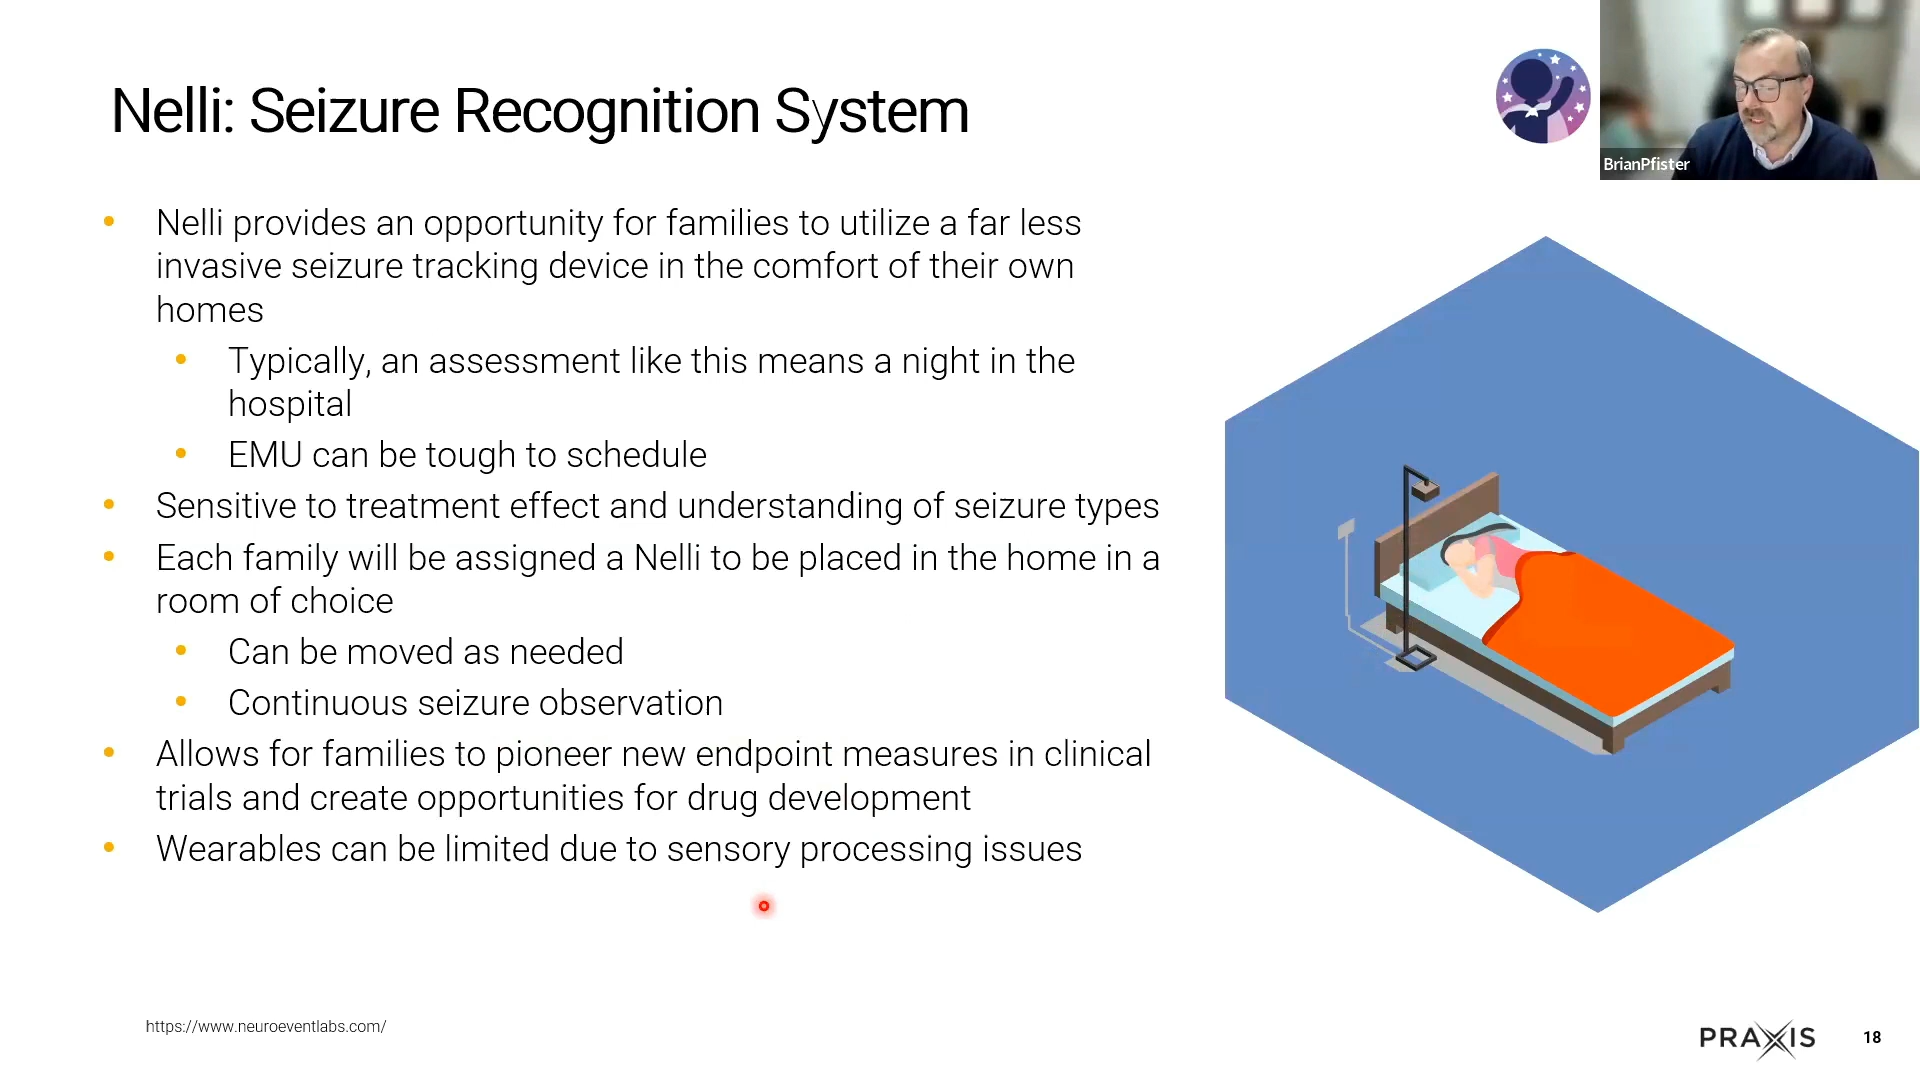 Nelli: Seizure Recognition System
BrianPfister
Nelli provides an opportunity for families to utilize a far less
invasive seizure tracking device in the comfort of their own
homes
Typically, an assessment like this means a night in the
hospital
EMU can be tough to schedule
Sensitive to treatment effect and understanding of seizure types
Each family will be assigned a Nelli to be placed in the home in a
room of choice
Can be moved as needed
Continuous seizure observation
Allows for families to pioneer new endpoint measures in clinical
trials and create opportunities for drug development
Wearables can be limited due to sensory processing issues
https://www.neuroeventlabs.com/
PRAXIS
18